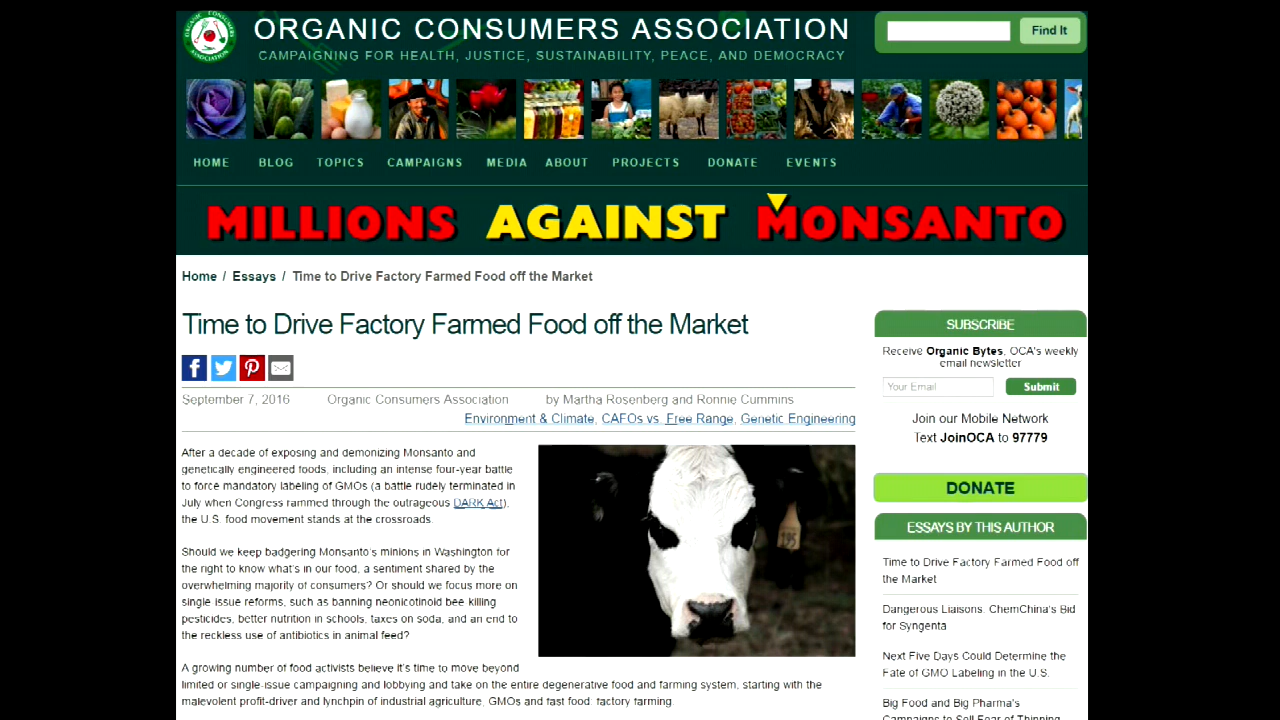 ORGANIC CONSUMERS ASSOCIATION
CAMPAIGNING FOR HEALTH, JUSTICE, SUSTAINABILITY, PEACE, AND DEMOCRACY
Find It
HOME BLOG TOPICS CAMPAIGNS MEDIA ABOUT PROJECTS DONATE EVENTS
MILLIONS AGAINST MONSANTO
Home / Essays / Time to Drive Factory Farmed Food off the Market
Time to Drive Factory Farmed Food off the Market
September 7, 2016 Organic Consumers Association by Martha Rosenberg and Ronnie Cummins
Environment & Climate, CAFOs vs. Free Range, Genetic Engineering
After a decade of exposing and demonizing Monsanto and
genetically engineered foods, including an intense four-year battle
to force mandatory labeling of GMOs (a battle rudely terminated in
July when Congress rammed through the outrageous DARK Act),
the U.S. food movement stands at the crossroads.
Should we keep badgering Monsanto's minions in Washington for
the right to know what's in our food, a sentiment shared by the
overwhelming majority of consumers? Or should we focus more on
single issue reforms, such as banning neonicotinoid bee killing
pesticides, better nutrition in schools, taxes on soda, and an end to
the reckless use of antibiotics in animal feed?
A growing number of food activists believe it's time to move beyond
limited or single-issue campaigning and lobbying and take on the entire degenerative food and farming system, starting with the
malevolent profit-driver and lynchpin of industrial agriculture, GMOs and fast food: factory farming.
SUBSCRIBE
Receive Organic Bytes, OCA's weekly
email newsletter
Your Email Submit
Join our Mobile Network
Text JoinOCA to 97779
DONATE
ESSAYS BY THIS AUTHOR
Time to Drive Factory Farmed Food off
the Market
Dangerous Liaisons: ChemChina's Bid
for Syngenta
Next Five Days Could Determine the
Fate of GMO Labeling in the U.S.
Big Food and Big Pharma's
Campaigns to Sell Fear of Thinning